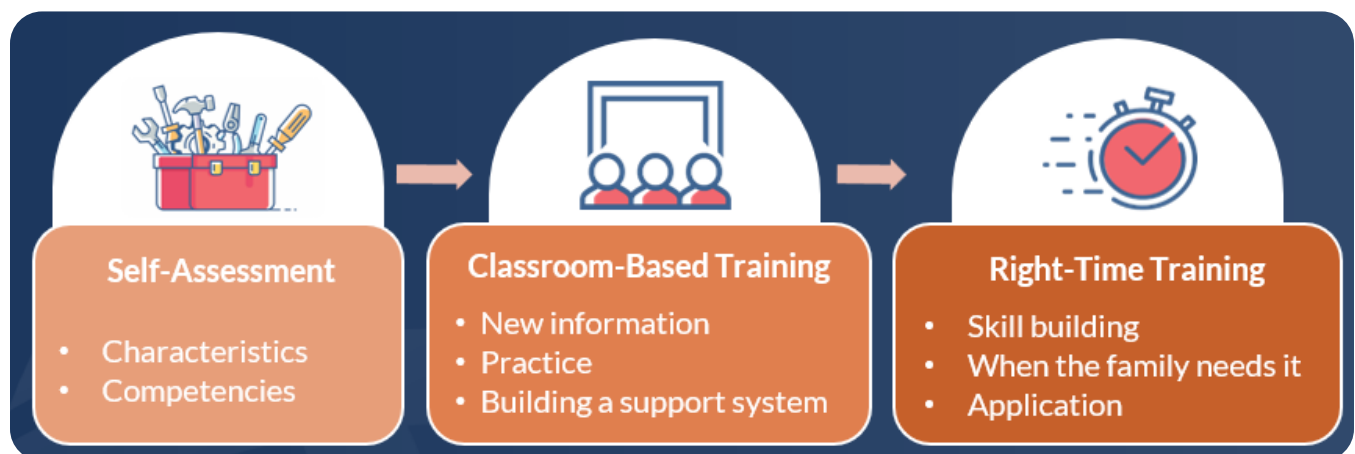 Self-Assessment
• Characteristics
• Competencies
Classroom-Based Training
• New information
• Practice
• Building a support system
Right-Time Training
• Skill building
• When the family needs it
• Application